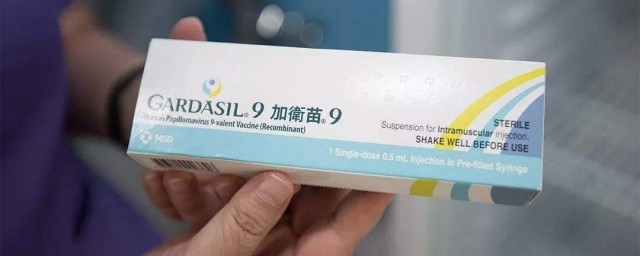 GARDASIL® 9 加衛苗® 9
Human Papillomavirus 9-valent Vaccine (Recombinant)
MSD
STERILE
Suspension for Intramuscular injection.
SHAKE WELL BEFORE USE
1 Single-dose 0.5 mL Injection in Pre-filled Syringe